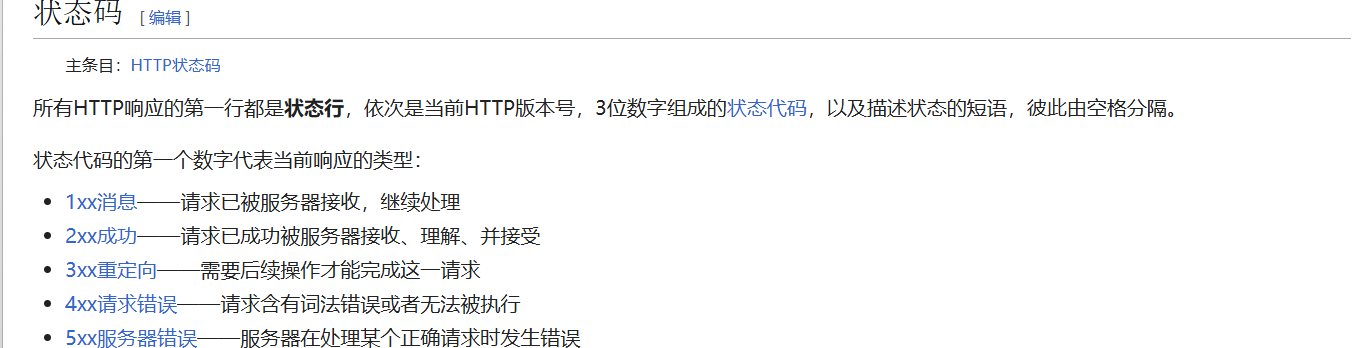 状态码 [编辑]
主条目：HTTP状态码
所有HTTP响应的第一行都是状态行，依次是当前HTTP版本号，3位数字组成的状态代码，以及描述状态的短语，彼此由空格分隔。
状态代码的第一个数字代表当前响应的类型：
1xx消息——请求已被服务器接收，继续处理
2xx成功——请求已成功被服务器接收、理解、并接受
3xx重定向——需要后续操作才能完成这一请求
4xx请求错误——请求含有词法错误或者无法被执行
5xx服务器错误——服务器在处理某个正确请求时发生错误